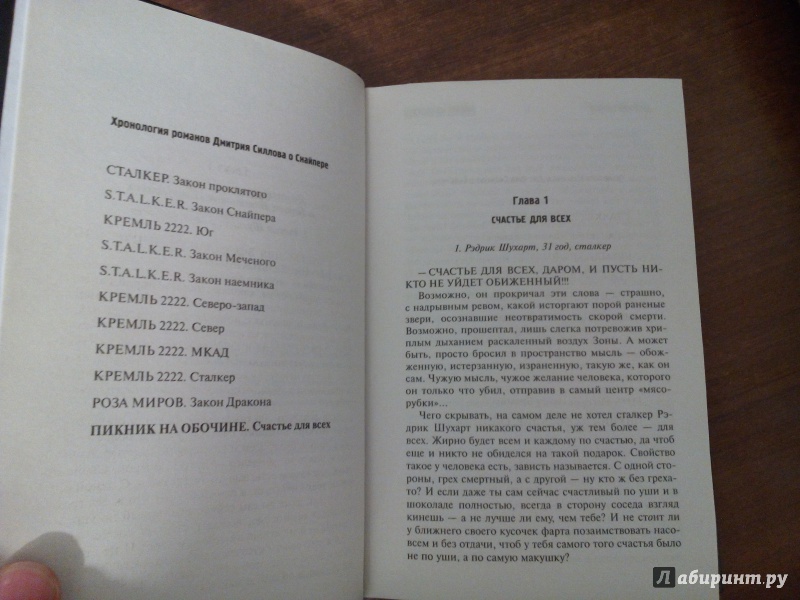 Хронология романов Дмитрия Силлова о Снайпере
СТАЛКЕР. Закон проклятого
S.T.A.L.K.E.R. Закон Снайпера
КРЕМЛЬ 2222. Юг
S.T.A.L.K.E.R. Закон Меченого
S.T.A.L.K.E.R. Закон наемника
КРЕМЛЬ 2222. Северо-запад
КРЕМЛЬ 2222. Север
КРЕМЛЬ 2222. МКАД
КРЕМЛЬ 2222. Сталкер
РОЗА МИРОВ. Закон Дракона
ПИКНИК НА ОБОЧИНЕ. Счастье для всех
Глава 1
СЧАСТЬЕ ДЛЯ ВСЕХ
1. Рэдрик Шухарт, 31 год, сталкер
— СЧАСТЬЕ ДЛЯ ВСЕХ, ДАРОМ, И ПУСТЬ НИ-
КТО НЕ УЙДЕТ ОБИЖЕННЫЙ!!!
Возможно, он прокричал эти слова — страшно,
с надрывным ревом, какой исторгают порой раненые
звери, осознавшие неотвратимость скорой смерти.
Возможно, прошептал, лишь слегка потревожив хрип-
лым дыханием раскаленный воздух Зоны. А может
быть, просто бросил в пространство мысль — обож-
женную, истерзанную, израненную, такую же, как он
сам. Чужую мысль, чужое желание человека, которого
он только что убил, отправив в самый центр «мясо-
рубки»...
Чего скрывать, на самом деле не хотел сталкер Рэ-
дрик Шухарт никакого счастья, уж тем более — для
всех. Жирно будет всем и каждому по счастью, да чтоб
еще и никто не обиделся на такой подарок. Свойство
такое у человека есть, зависть называется. С одной сто-
роны, грех смертный, а с другой — ну кто ж без греха-
то? И если даже ты сам сейчас счастливый по уши и в
шоколаде полностью, всегда в сторону соседа взгляд
кинешь — а не лучше ли ему, чем тебе? И не стоит ли
у ближнего своего кусочек фарта позаимствовать насо-
всем и без отдачи, чтоб у тебя самого того счастья было
не по уши, а по самую макушку?
Лабиринт.ру